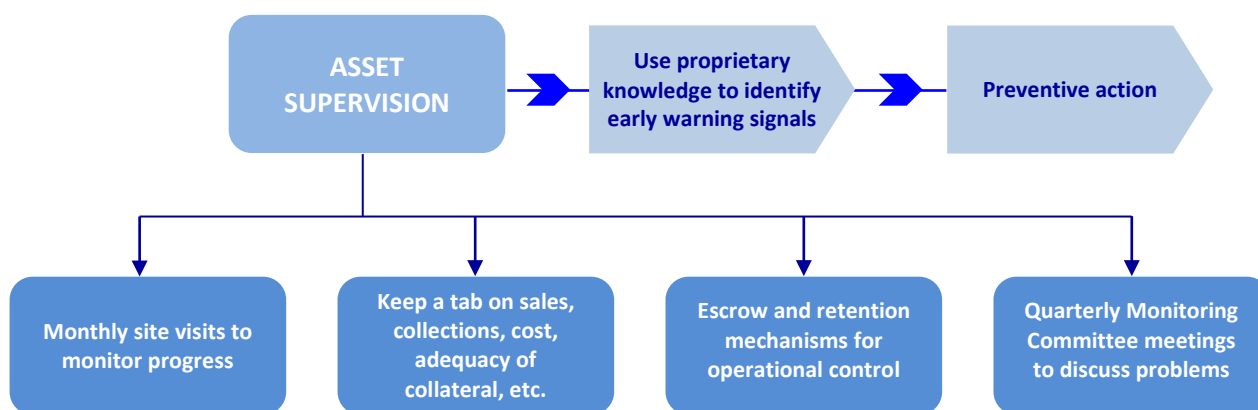 ASSET
SUPERVISION
Use proprietary
knowledge to identify
early warning signals
Preventive action
Monthly site visits to
monitor progress
Keep a tab on sales,
collections, cost,
adequacy of
collateral, etc.
Escrow and retention
mechanisms for
operational control
Quarterly Monitoring
Committee meetings
to discuss problems